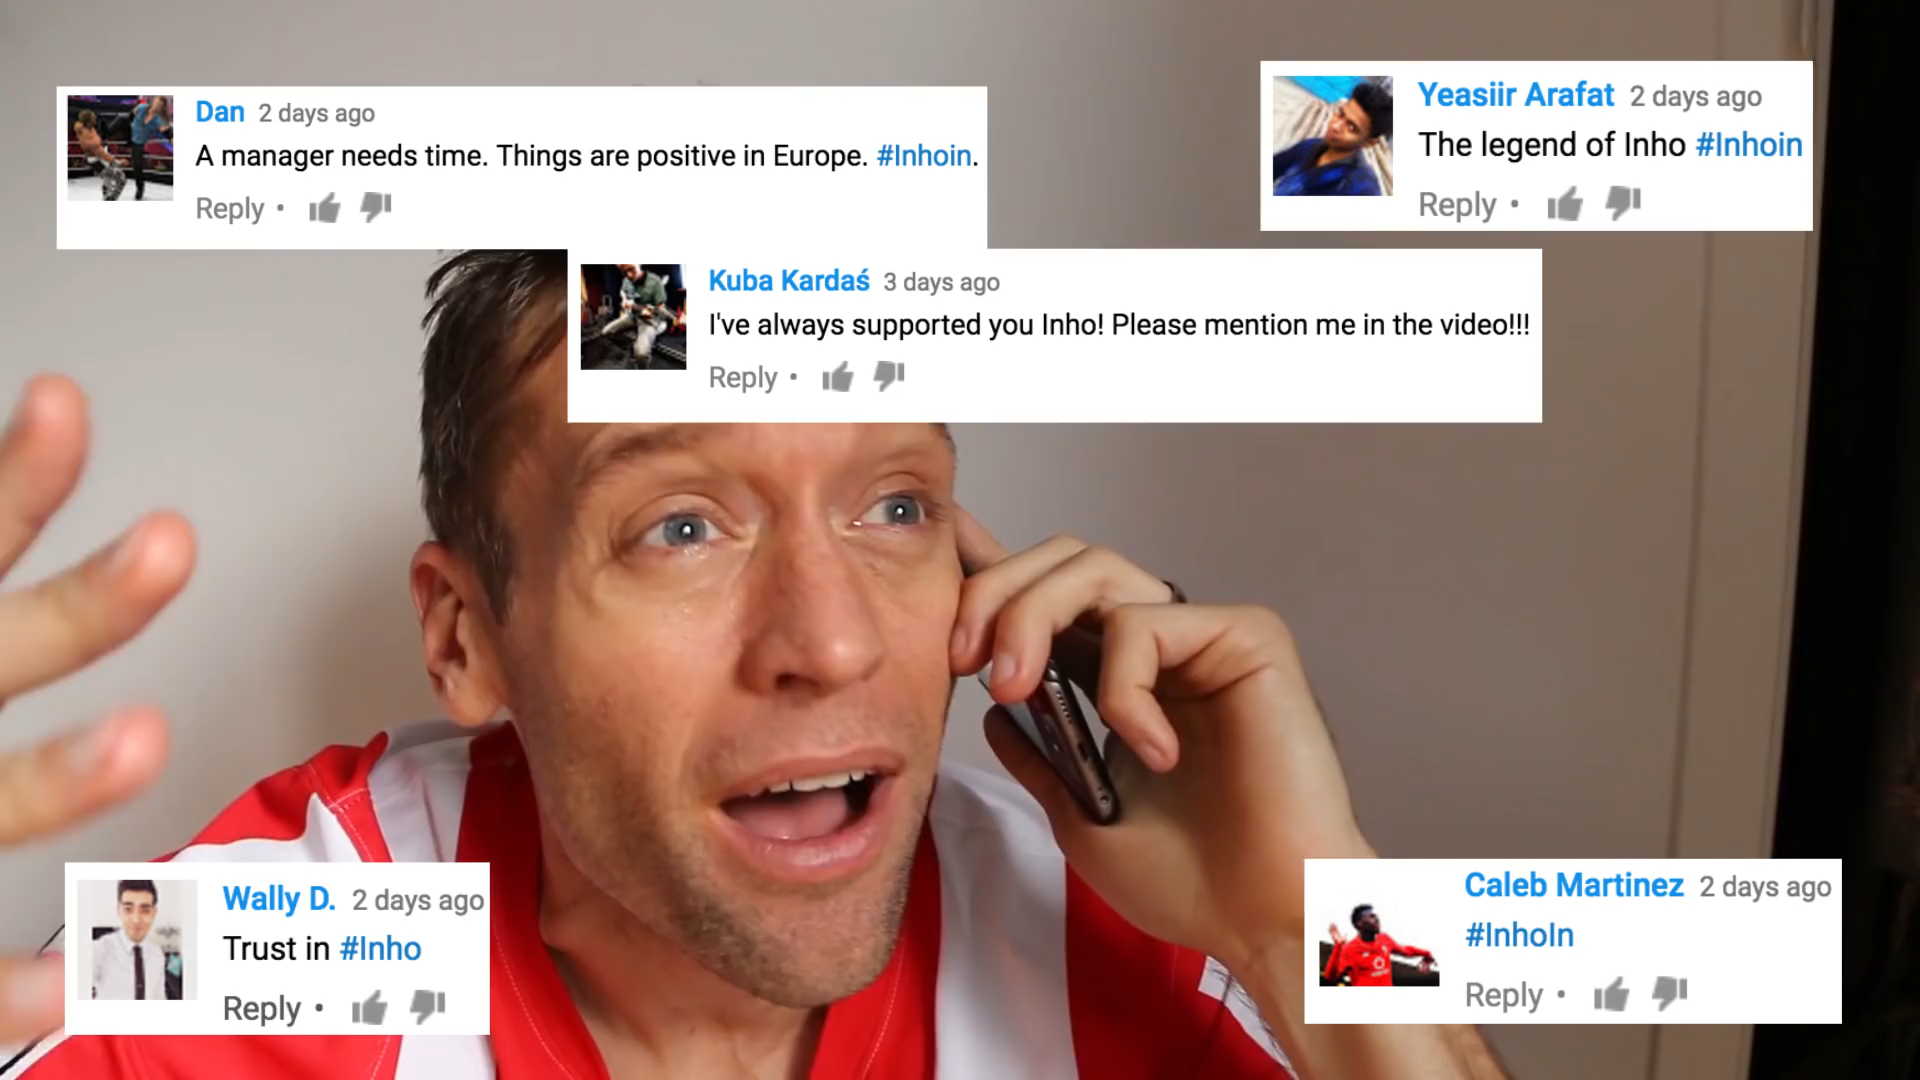 Dan 2 days ago
A manager needs time. Things are positive in Europe. #Inhoin.
Reply •
Yeasiir Arafat 2 days ago
The legend of Inho #Inhoin
Reply •
Kuba Kardaś 3 days ago
I've always supported you Inho! Please mention me in the video!!!
Reply •
Wally D. 2 days ago
Trust in #Inho
Reply •
Caleb Martinez 2 days ago
#InhoIn
Reply •